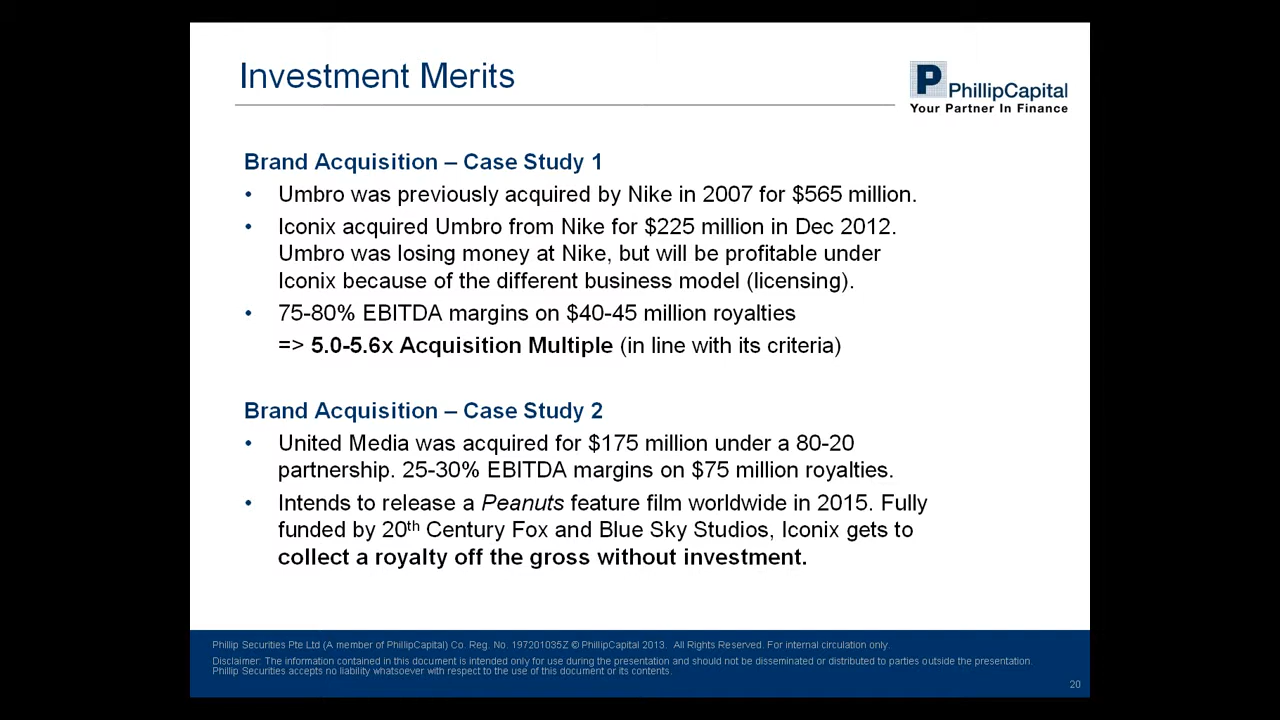 Investment Merits
P PhillipCapital
Your Partner In Finance
Brand Acquisition – Case Study 1
• Umbro was previously acquired by Nike in 2007 for $565 million.
• Iconix acquired Umbro from Nike for $225 million in Dec 2012.
Umbro was losing money at Nike, but will be profitable under
Iconix because of the different business model (licensing).
• 75-80% EBITDA margins on $40-45 million royalties
=> 5.0-5.6x Acquisition Multiple (in line with its criteria)
Brand Acquisition – Case Study 2
• United Media was acquired for $175 million under a 80-20
partnership. 25-30% EBITDA margins on $75 million royalties.
• Intends to release a Peanuts feature film worldwide in 2015. Fully
funded by 20th Century Fox and Blue Sky Studios, Iconix gets to
collect a royalty off the gross without investment.
Phillip Securities Pte Ltd (A member of PhillipCapital) Co. Reg. No. 197201035Z © PhillipCapital 2013. All Rights Reserved. For internal circulation only.
Disclaimer: The information contained in this document is intended only for use during the presentation and should not be disseminated or distributed to parties outside the presentation.
Phillip Securities accepts no liability whatsoever with respect to the use of this document or its contents.
20